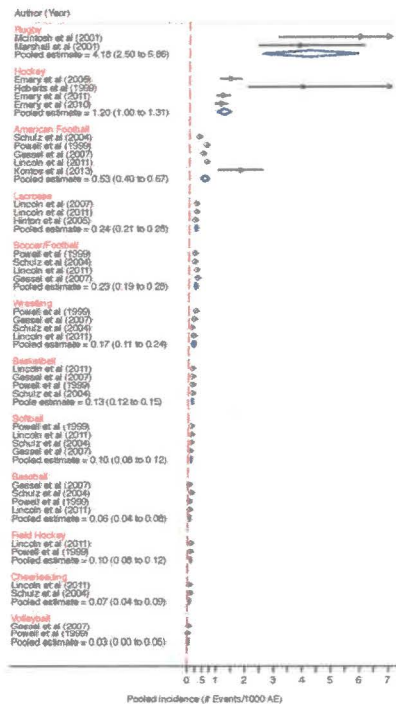 Author (Year)
Rugby
McIntosh et al (2001)
Marshall et al (2001)
Pooled estimate = 4.18 (2.50 to 5.86)
Hockey
Emery et al (2006)
Roberts et al (1999)
Emery et al (2011)
Emery et al (2010)
Pooled estimate = 1.20 (1.00 to 1.31)
American Football
Schulz et al (2004)
Powell et al (1999)
Gessel et al (2007)
Lincoln et al (2011)
Kontos et al (2013)
Pooled estimate = 0.53 (0.40 to 0.67)
Lacrosse
Lincoln et al (2007)
Lincoln et al (2011)
Hinton et al (2005)
Pooled estimate = 0.24 (0.21 to 0.28)
Soccer/Football
Powell et al (1999)
Schulz et al (2004)
Lincoln et al (2011)
Gessel et al (2007)
Pooled estimate = 0.23 (0.19 to 0.28)
Wrestling
Powell et al (1999)
Gessel et al (2007)
Schulz et al (2004)
Lincoln et al (2011)
Pooled estimate = 0.17 (0.11 to 0.24)
Basketball
Lincoln et al (2011)
Gessel et al (2007)
Powell et al (1999)
Schulz et al (2004)
Poole estimate = 0.13 (0.12 to 0.15)
Softball
Powell et al (1999)
Lincoln et al (2011)
Schulz et al (2004)
Gessel et al (2007)
Pooled estimate = 0.10 (0.08 to 0.12)
Baseball
Gessel et al (2007)
Schulz et al (2004)
Powell et al (1999)
Lincoln et al (2011)
Pooled estimate = 0.06 (0.04 to 0.08)
Field Hockey
Lincoln et al (2011)
Powell et al (1999)
Pooled estimate = 0.10 (0.08 to 0.12)
Cheerleading
Lincoln et al (2011)
Schulz et al (2004)
Pooled estimate = 0.07 (0.04 to 0.09)
Volleyball
Gessel et al (2007)
Powell et al (1999)
Pooled estimate = 0.03 (0.00 to 0.05)
0 .5 1 2 3 4 5 6 7
Pooled incidence (# Events/1000 AE)